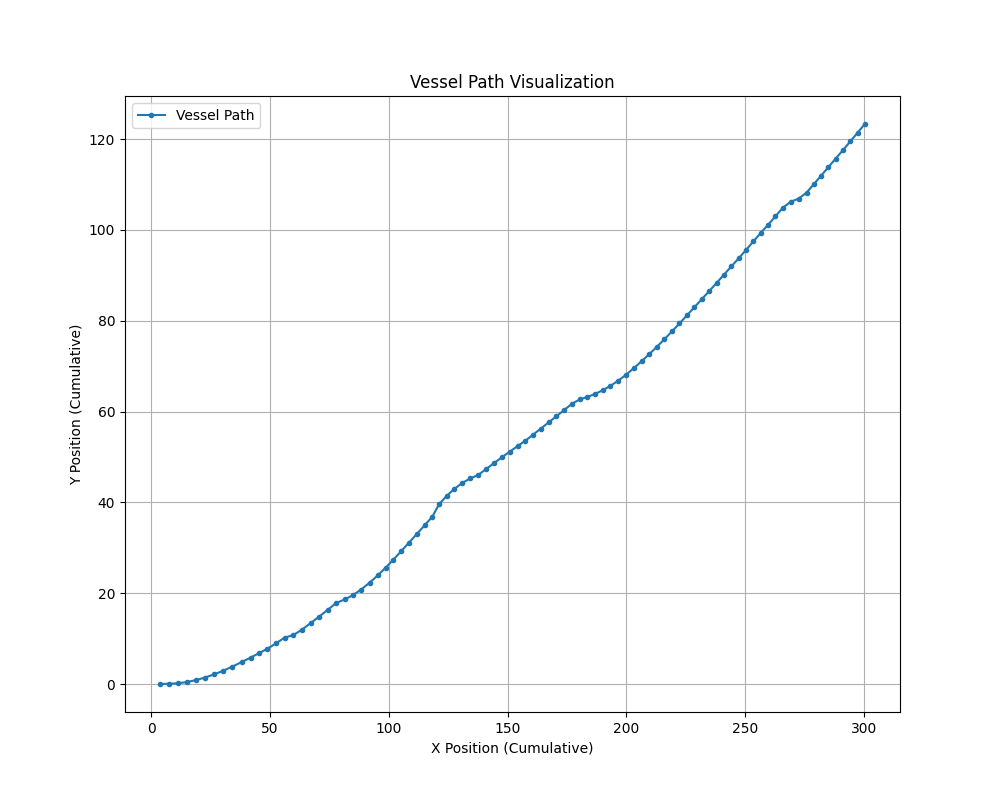 Vessel Path Visualization
Vessel Path
120
100
80
60
40
20
0
Y Position (Cumulative)
0 50 100 150 200 250 300
X Position (Cumulative)